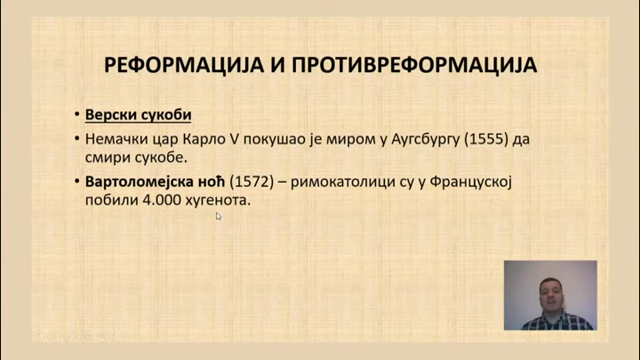 РЕФОРМАЦИЈА И ПРОТИВРЕФОРМАЦИЈА
• Верски сукоби
• Немачки цар Карло V покушао је миром у Аугсбургу (1555) да
смири сукобе.
• Вартоломејска ноћ (1572) – римокатолици су у Француској
побили 4.000 хугенота.